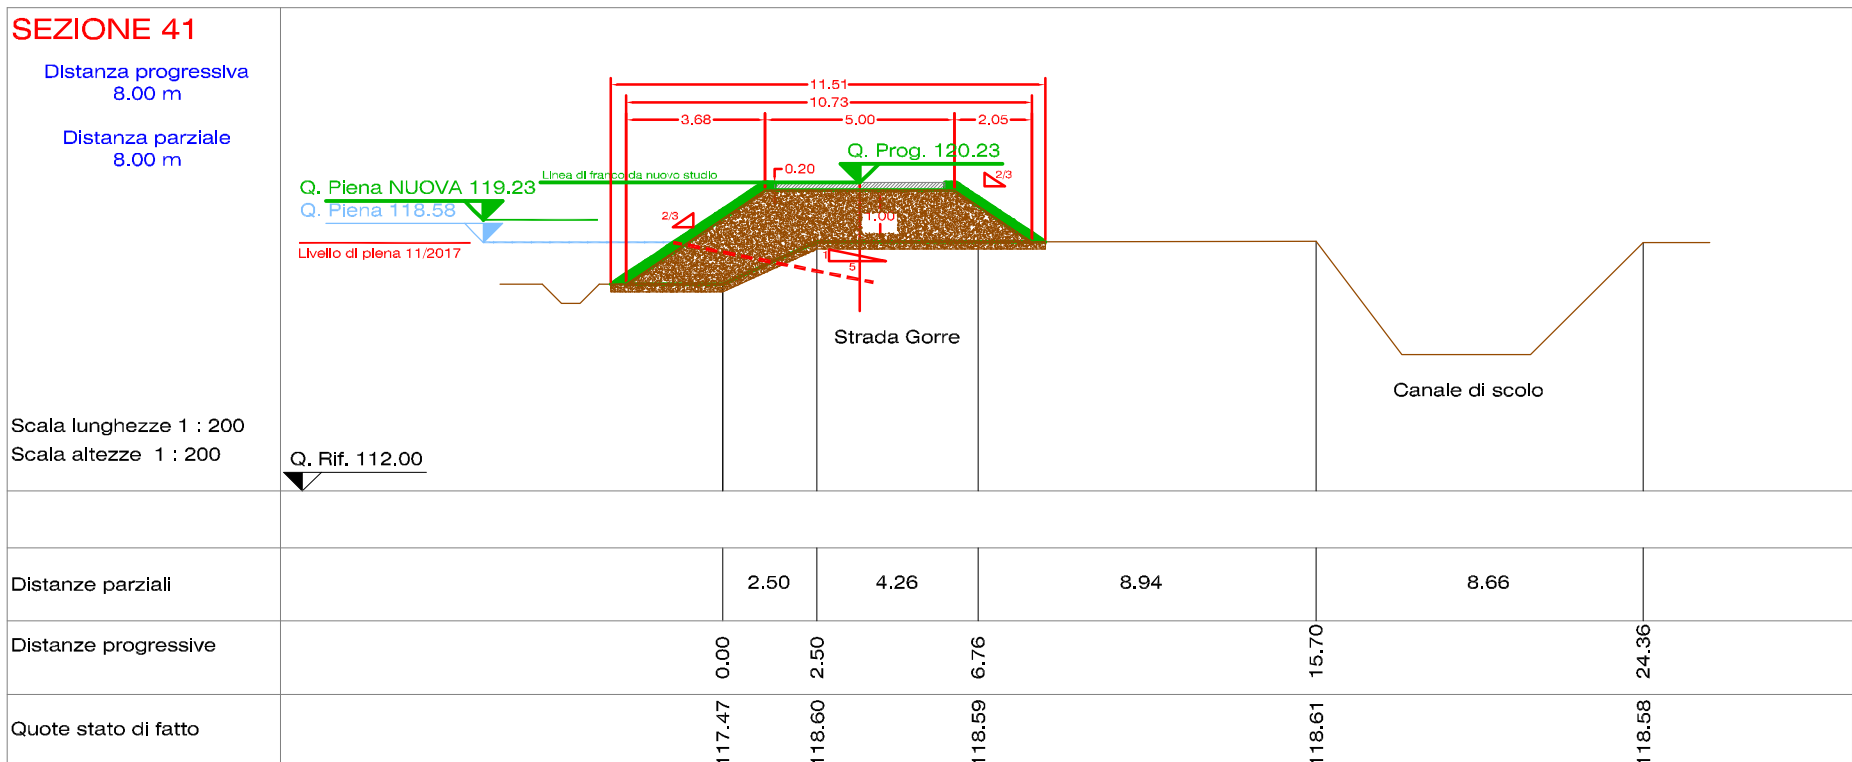 SEZIONE 41
Distanza progressiva
8.00 m
Distanza parziale
8.00 m
11.51
10.73
3.68
5.00
2.05
Q. Prog. 120.23
0.20
Linea di franco da nuovo studio
2/3
Q. Piena NUOVA 119.23
Q. Piena 118.58
2/3
1.00
Livello di piena 11/2017
1
5
Strada Gorre
Canale di scolo
Scala lunghezze 1 : 200
Scala altezze 1 : 200
Q. Rif. 112.00
Distanze parziali
2.50
4.26
8.94
8.66
Distanze progressive
0.00
2.50
6.76
15.70
24.36
Quote stato di fatto
117.47
118.60
118.59
118.61
118.58